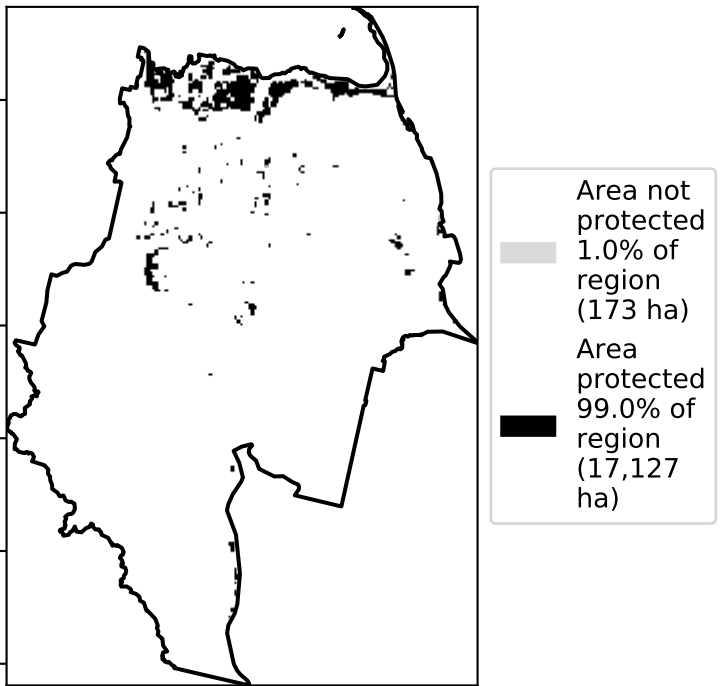 Area not
protected
1.0% of
region
(173 ha)
Area
protected
99.0% of
region
(17,127
ha)